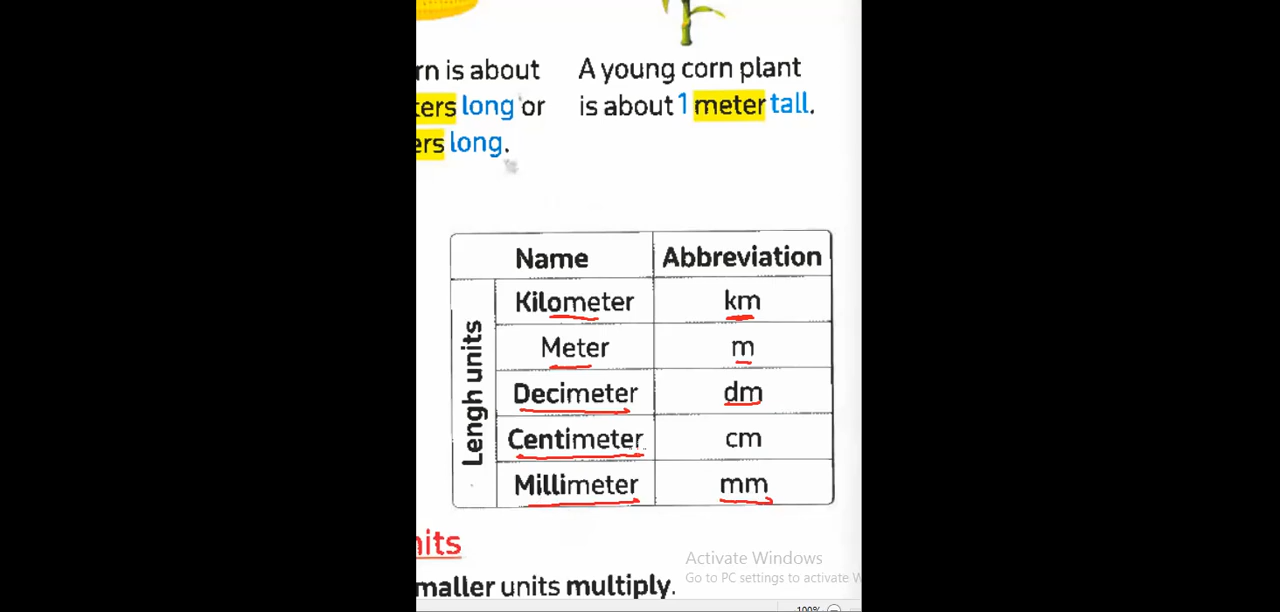 rn is about
A young corn plant
ters long or
is about 1 meter tall.
ers long.
Name Abbreviation
Lengh units
Kilometer km
Meter m
Decimeter dm
Centimeter cm
Millimeter mm
nits
maller units multiply.
Activate Windows
Go to PC settings to activate W
100%